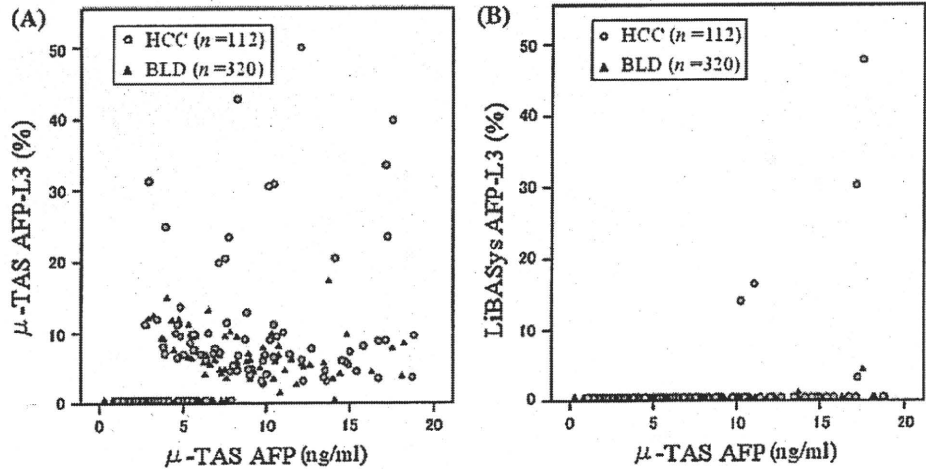 (A)
HCC (n=112)
BLD (n=320)
μ-TAS AFP-L3 (%)
50
40
30
20
10
0
0 5 10 15 20
μ-TAS AFP (ng/ml)
(B)
HCC (n=112)
BLD (n=320)
LiBASys AFP-L3 (%)
50
40
30
20
10
0
0 5 10 15 20
μ-TAS AFP (ng/ml)